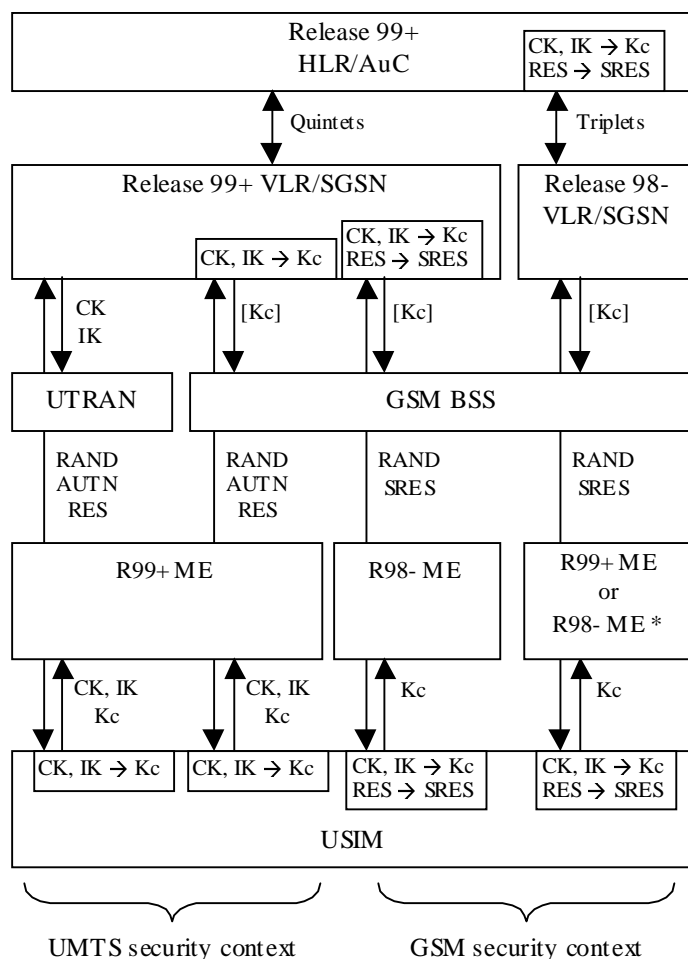 Release 99+
HLR/AuC
CK, IK → Kc
RES → SRES
Quintets
Triplets
Release 99+ VLR/SGSN
CK, IK → Kc
CK, IK → Kc
RES → SRES
Release 98-
VLR/SGSN
CK
IK
[Kc]
[Kc]
[Kc]
UTRAN
GSM BSS
RAND
AUTN
RES
RAND
AUTN
RES
RAND
SRES
RAND
SRES
R99+ ME
R98- ME
R99+ ME
or
R98- ME *
CK, IK
Kc
CK, IK
Kc
Kc
Kc
CK, IK → Kc
CK, IK → Kc
CK, IK → Kc
RES → SRES
CK, IK → Kc
RES → SRES
USIM
UMTS security context
GSM security context